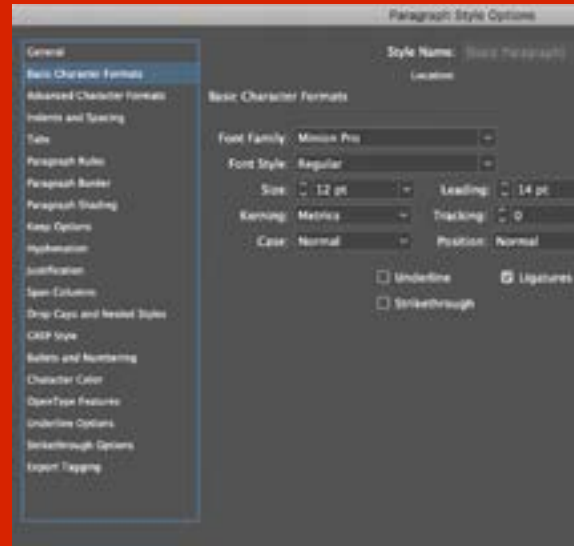 Paragraph Style Options
General
Basic Character Formats
Advanced Character Formats
Indents and Spacing
Tabs
Paragraph Rules
Paragraph Border
Paragraph Shading
Keep Options
Hyphenation
Justification
Span Columns
Drop Caps and Nested Styles
GREP Style
Bullets and Numbering
Character Color
OpenType Features
Underline Options
Strikethrough Options
Export Tagging
Style Name: [Basic Paragraph]
Location:
Basic Character Formats
Font Family: Minion Pro
Font Style: Regular
Size: 12 pt Leading: 14 pt
Kerning: Metrics Tracking: 0
Case: Normal Position: Normal
Underline Ligatures
Strikethrough